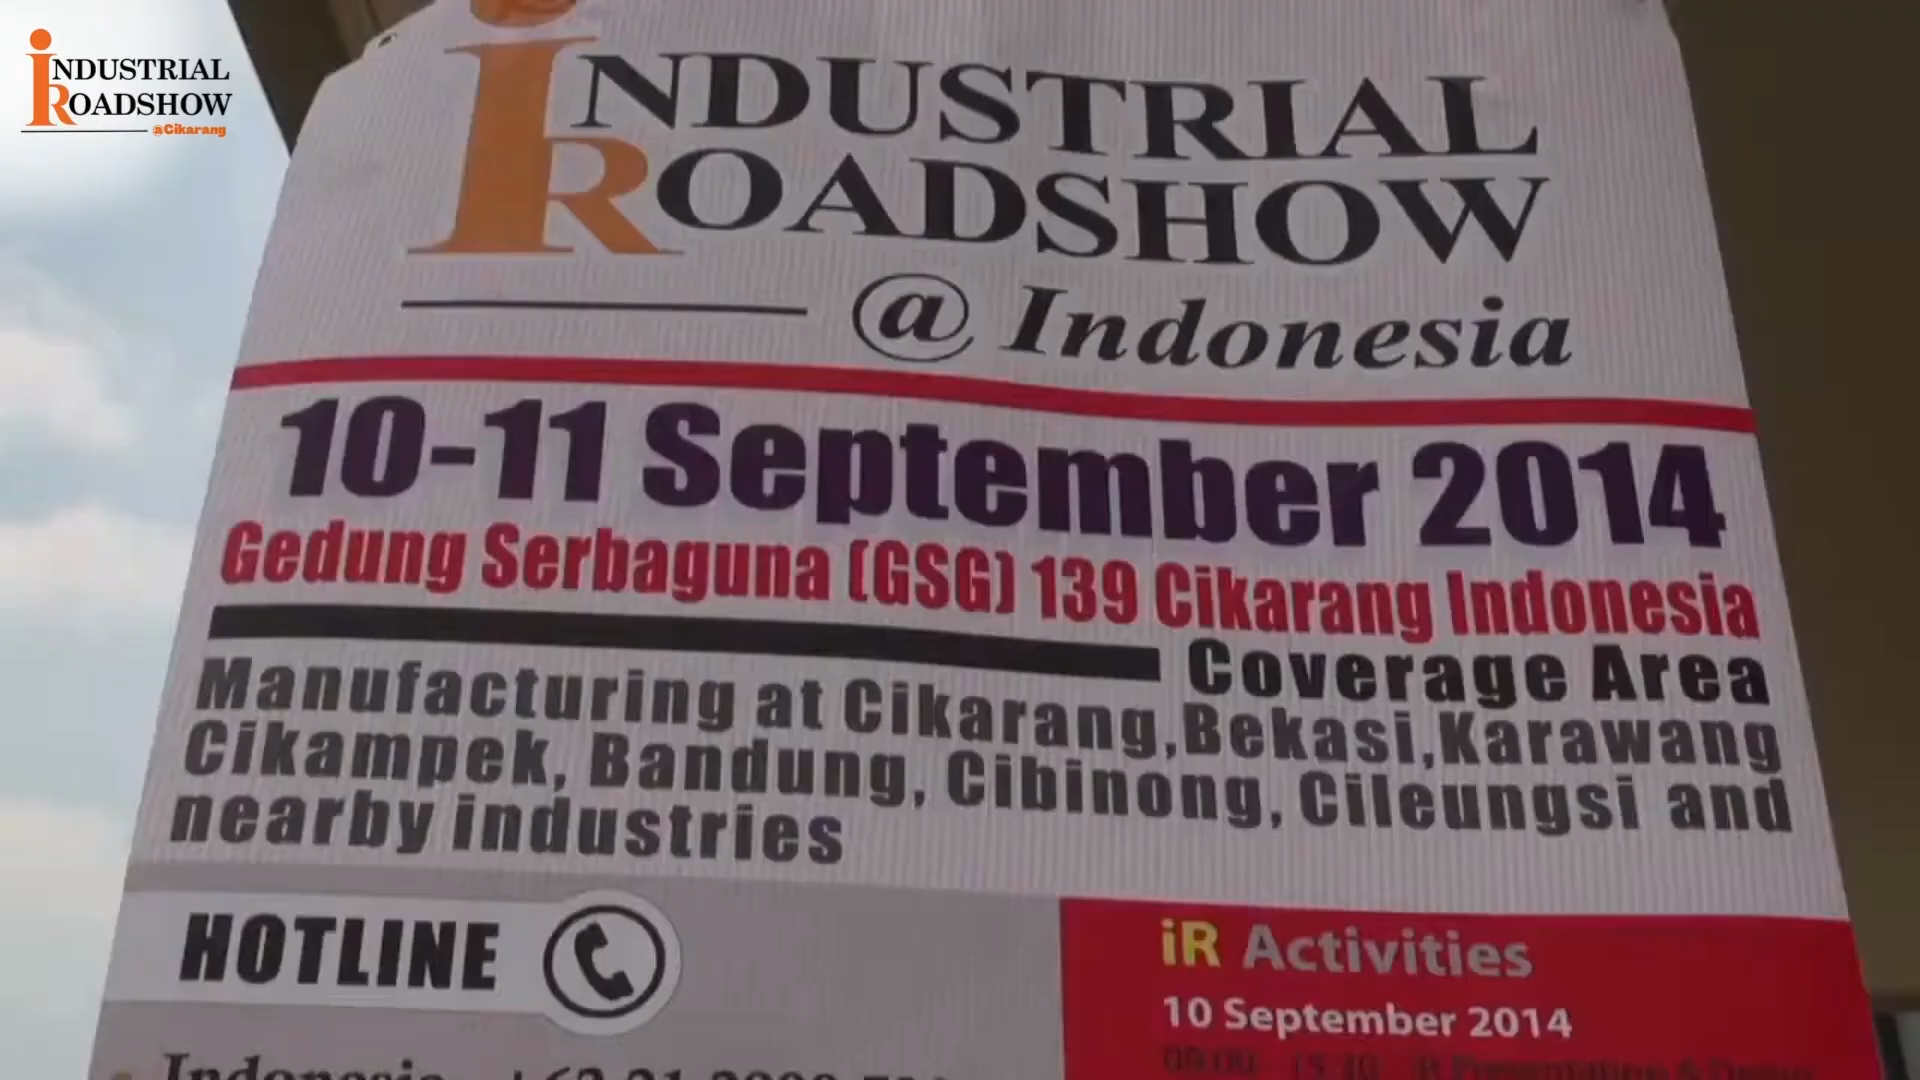 INDUSTRIAL
ROADSHOW
@Cikarang
INDUSTRIAL
ROADSHOW
@ Indonesia
10-11 September 2014
Gedung Serbaguna (GSG) 139 Cikarang Indonesia
Coverage Area
Manufacturing at Cikarang,Bekasi,Karawang
Cikampek, Bandung, Cibinong, Cileungsi and
nearby industries
HOTLINE
iR Activities
10 September 2014
Indonesia